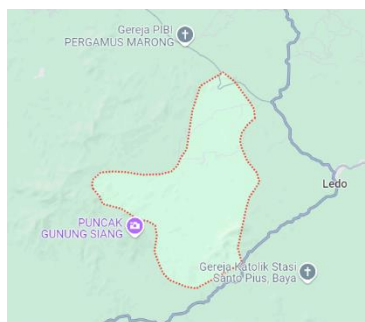 Gereja PIBI
PERGAMUS MARONG
Ledo
PUNCAK
GUNUNG SIANG
Gereja Katolik Stasi
Santo Pius, Baya